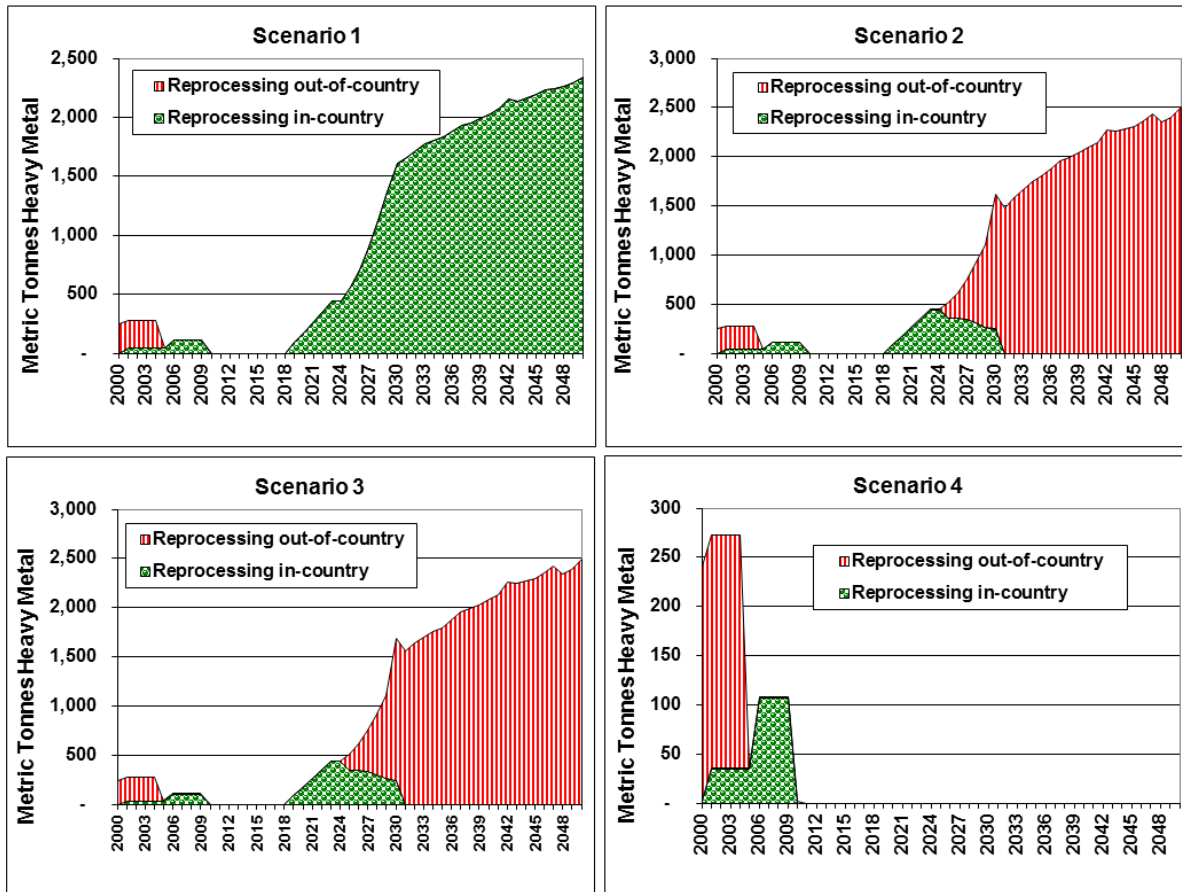 Scenario 1
Metric Tonnes Heavy Metal
2,500
2,000
1,500
1,000
500
-
Reprocessing out-of-country
Reprocessing in-country
2000 2003 2006 2009 2012 2015 2018 2021 2024 2027 2030 2033 2036 2039 2042 2045 2048
Scenario 2
Metric Tonnes Heavy Metal
3,000
2,500
2,000
1,500
1,000
500
-
Reprocessing out-of-country
Reprocessing in-country
2000 2003 2006 2009 2012 2015 2018 2021 2024 2027 2030 2033 2036 2039 2042 2045 2048
Scenario 3
Metric Tonnes Heavy Metal
3,000
2,500
2,000
1,500
1,000
500
-
Reprocessing out-of-country
Reprocessing in-country
2000 2003 2006 2009 2012 2015 2018 2021 2024 2027 2030 2033 2036 2039 2042 2045 2048
Scenario 4
Metric Tonnes Heavy Metal
300
250
200
150
100
50
-
Reprocessing out-of-country
Reprocessing in-country
2000 2003 2006 2009 2012 2015 2018 2021 2024 2027 2030 2033 2036 2039 2042 2045 2048